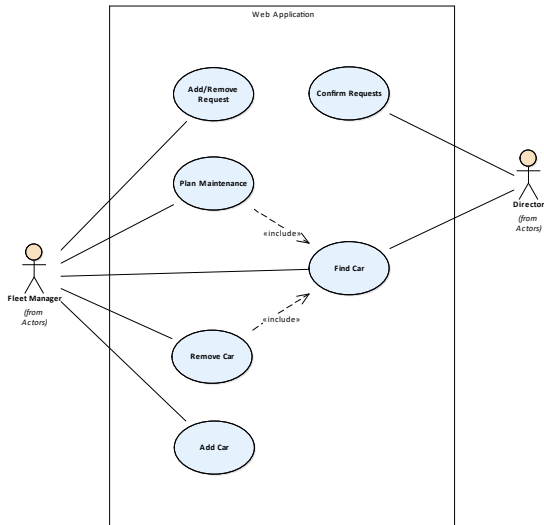 Web Application
Add/Remove
Request
Confirm Requests
Plan Maintenance
Director
(from
Actors)
«include»
Find Car
Fleet Manager
(from
Actors)
«include»
Remove Car
Add Car